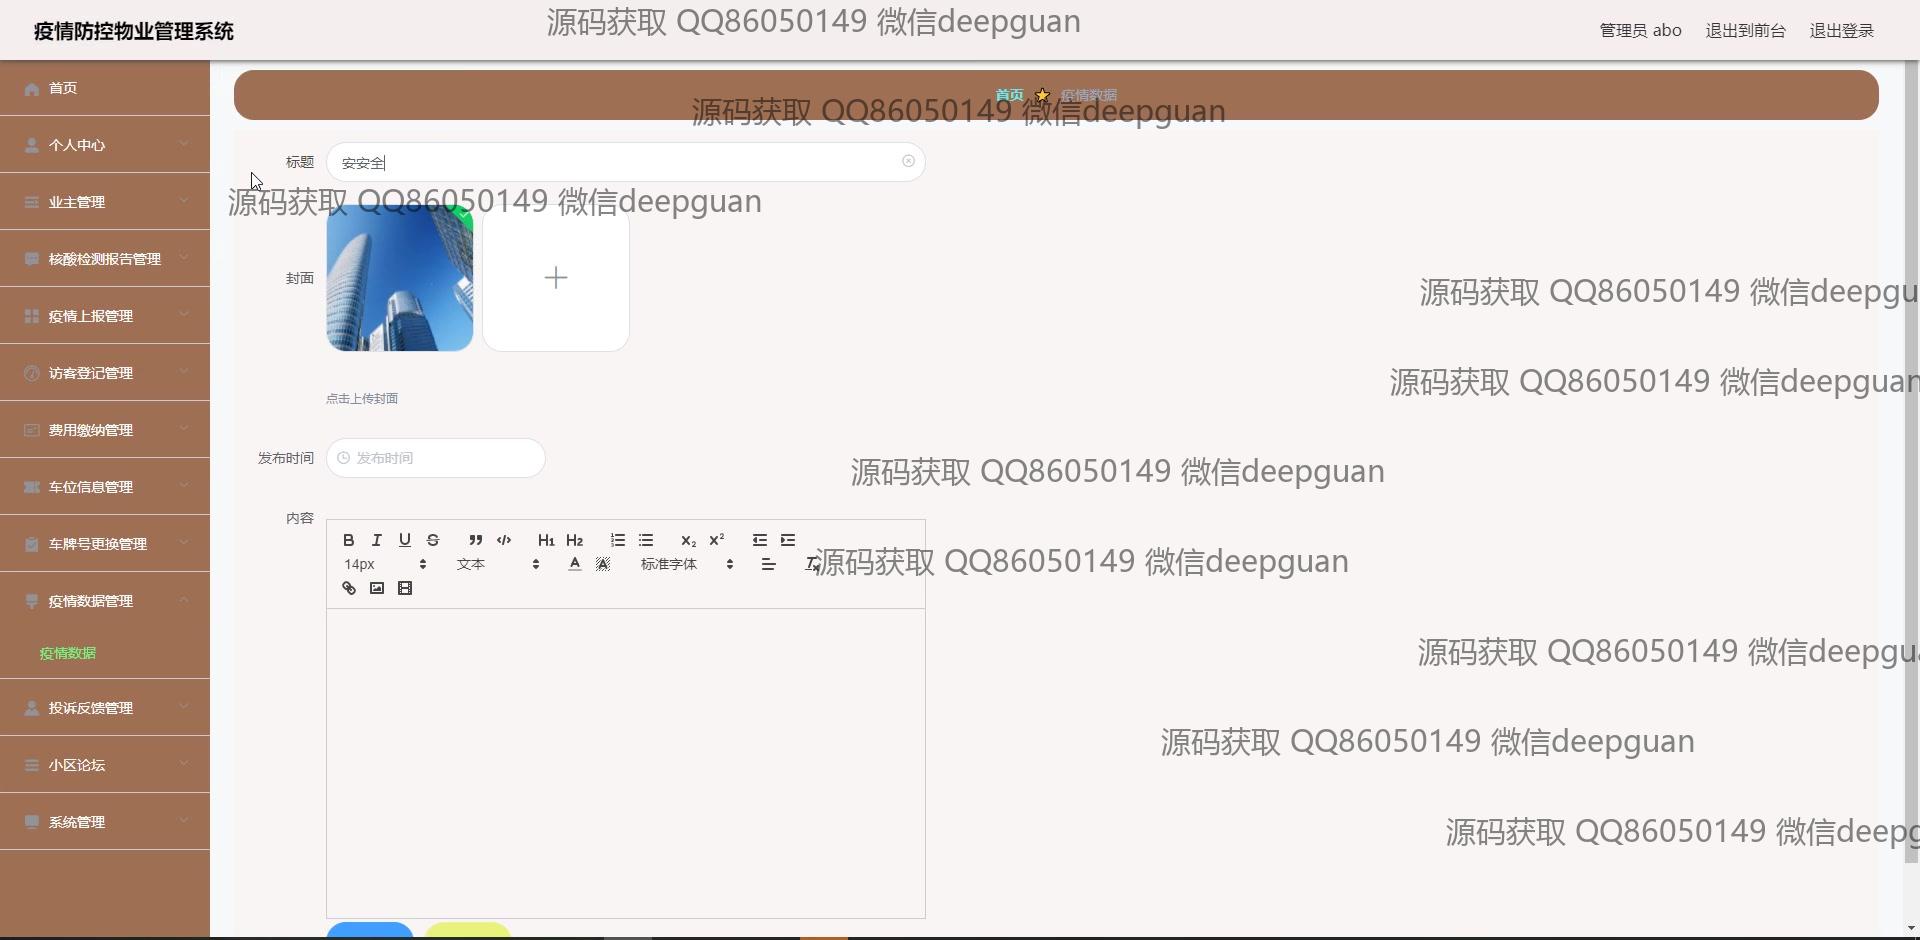 疫情防控物业管理系统
源码获取 QQ86050149 微信deepguan
管理员 abo
退出到前台
退出登录
首页
个人中心
业主管理
核酸检测报告管理
疫情上报管理
访客登记管理
费用缴纳管理
车位信息管理
车牌号更换管理
疫情数据管理
疫情数据
投诉反馈管理
小区论坛
系统管理
首页
疫情数据
源码获取 QQ86050149 微信deepguan
标题
安安全
源码获取 QQ86050149 微信deepguan
封面
源码获取 QQ86050149 微信deepgu
源码获取 QQ86050149 微信deepguan
点击上传封面
发布时间
发布时间
源码获取 QQ86050149 微信deepguan
内容
B I U S H1 H2 X2 X2
14px
文本
A A
标准字体
源码获取 QQ86050149 微信deepguan
源码获取 QQ86050149 微信deepgu
源码获取 QQ86050149 微信deepguan
源码获取 QQ86050149 微信deepg